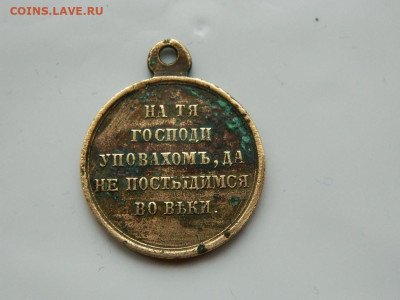 COINS.LAVE.RU
НА ТЯ
ГОСПОДИ
УПОВАХОМЪ, ДА
НЕ ПОСТЫДИМСЯ
ВО ВѢКИ.